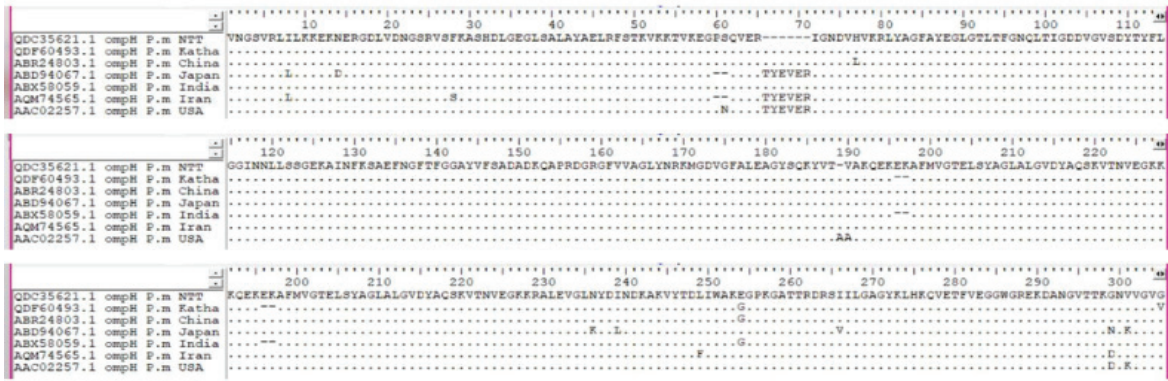 10 20 30 40 50 60 70 80 90 100 110
QDC35621.1 ompH P.m NTT VNGSVRLILKKEKNERGDLVDNGSRVSFKASHDLGEGLSALAYAELRFSTKVKKTVKEGPSQVER------IGNDVHVKRLYAGFAYEGLGTLTFGNQLTIGDDVGVSDYTYFL
QDF60493.1 ompH P.m Katha
ABR24803.1 ompH P.m China L
ABD94067.1 ompH P.m Japan L D -- TYEVER
ABX58059.1 ompH P.m India
AQM74565.1 ompH P.m Iran L S -- TYEVER
AAC02257.1 ompH P.m USA N TYEVER
120 130 140 150 160 170 180 190 200 210 220
QDC35621.1 ompH P.m NTT GGINNLLSSGEKAINFKSAEFNGFTFGGAYVFSADADKQAPRDGRGFVVAGLYNRKMGDVGFALEAGYSQKYVT-VAKQEKEKAFMVGTELSYAGLALGVDYAQSKVTNVEGKK
QDF60493.1 ompH P.m Katha --
ABR24803.1 ompH P.m China
ABD94067.1 ompH P.m Japan
ABX58059.1 ompH P.m India --
AQM74565.1 ompH P.m Iran
AAC02257.1 ompH P.m USA AA
200 210 220 230 240 250 260 270 280 290 300
QDC35621.1 ompH P.m NTT KQEKEKAFMVGTELSYAGLALGVDYAQSKVTNVEGKKRALEVGLNYDINDKAKVYTDLIWAKEGPKGATTRDRSIILGAGYKLHKQVETFVEGGWGREKDANGVTTKGNVVGVG
QDF60493.1 ompH P.m Katha -- G V
ABR24803.1 ompH P.m China G
ABD94067.1 ompH P.m Japan K L V N K
ABX58059.1 ompH P.m India -- G
AQM74565.1 ompH P.m Iran F D
AAC02257.1 ompH P.m USA D K